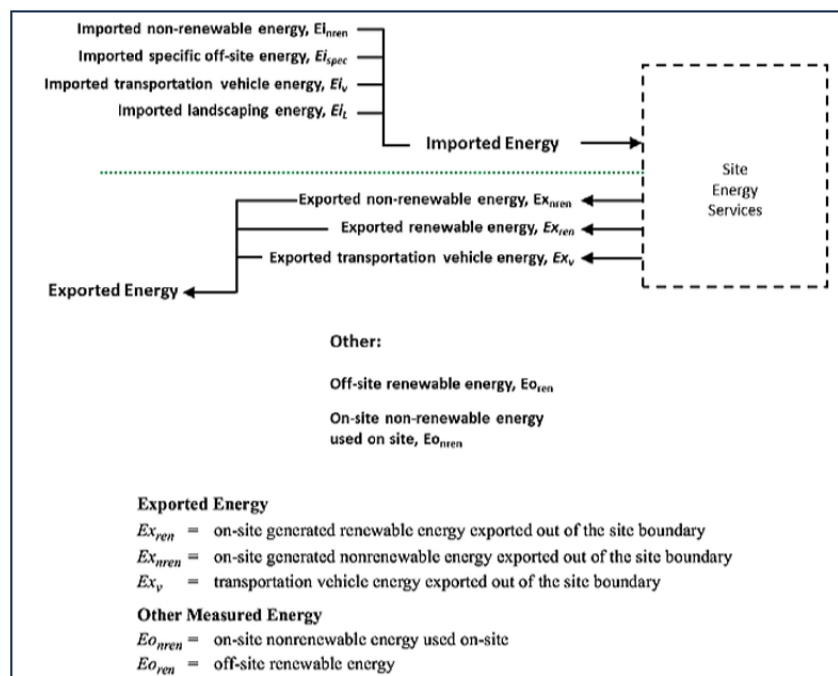 Imported non-renewable energy, Ei_nren
Imported specific off-site energy, Ei_spec
Imported transportation vehicle energy, Ei_v
Imported landscaping energy, Ei_L
Imported Energy
Site
Energy
Services
Exported non-renewable energy, Ex_nren
Exported renewable energy, Ex_ren
Exported transportation vehicle energy, Ex_v
Exported Energy
Other:
Off-site renewable energy, Eo_ren
On-site non-renewable energy
used on site, Eo_nren
Exported Energy
Ex_ren = on-site generated renewable energy exported out of the site boundary
Ex_nren = on-site generated nonrenewable energy exported out of the site boundary
Ex_v = transportation vehicle energy exported out of the site boundary
Other Measured Energy
Eo_nren = on-site nonrenewable energy used on-site
Eo_ren = off-site renewable energy